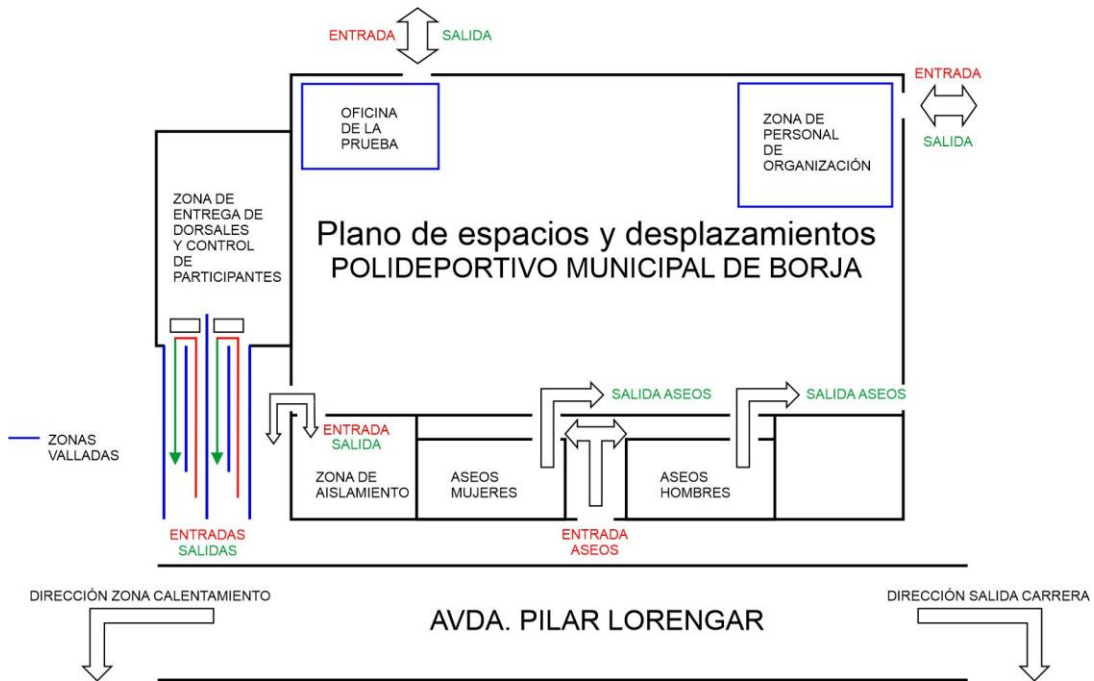 ENTRADA SALIDA
ENTRADA
SALIDA
OFICINA
DE LA
PRUEBA
ZONA DE
PERSONAL
DE
ORGANIZACIÓN
ZONA DE
ENTREGA DE
DORSALES
Y CONTROL
DE
PARTICIPANTES
Plano de espacios y desplazamientos
POLIDEPORTIVO MUNICIPAL DE BORJA
SALIDA ASEOS
SALIDA ASEOS
ZONAS
VALLADAS
ENTRADA
SALIDA
ZONA DE
AISLAMIENTO
ASEOS
MUJERES
ASEOS
HOMBRES
ENTRADAS
SALIDAS
ENTRADA
ASEOS
DIRECCIÓN ZONA CALENTAMIENTO
DIRECCIÓN SALIDA CARRERA
AVDA. PILAR LORENGAR